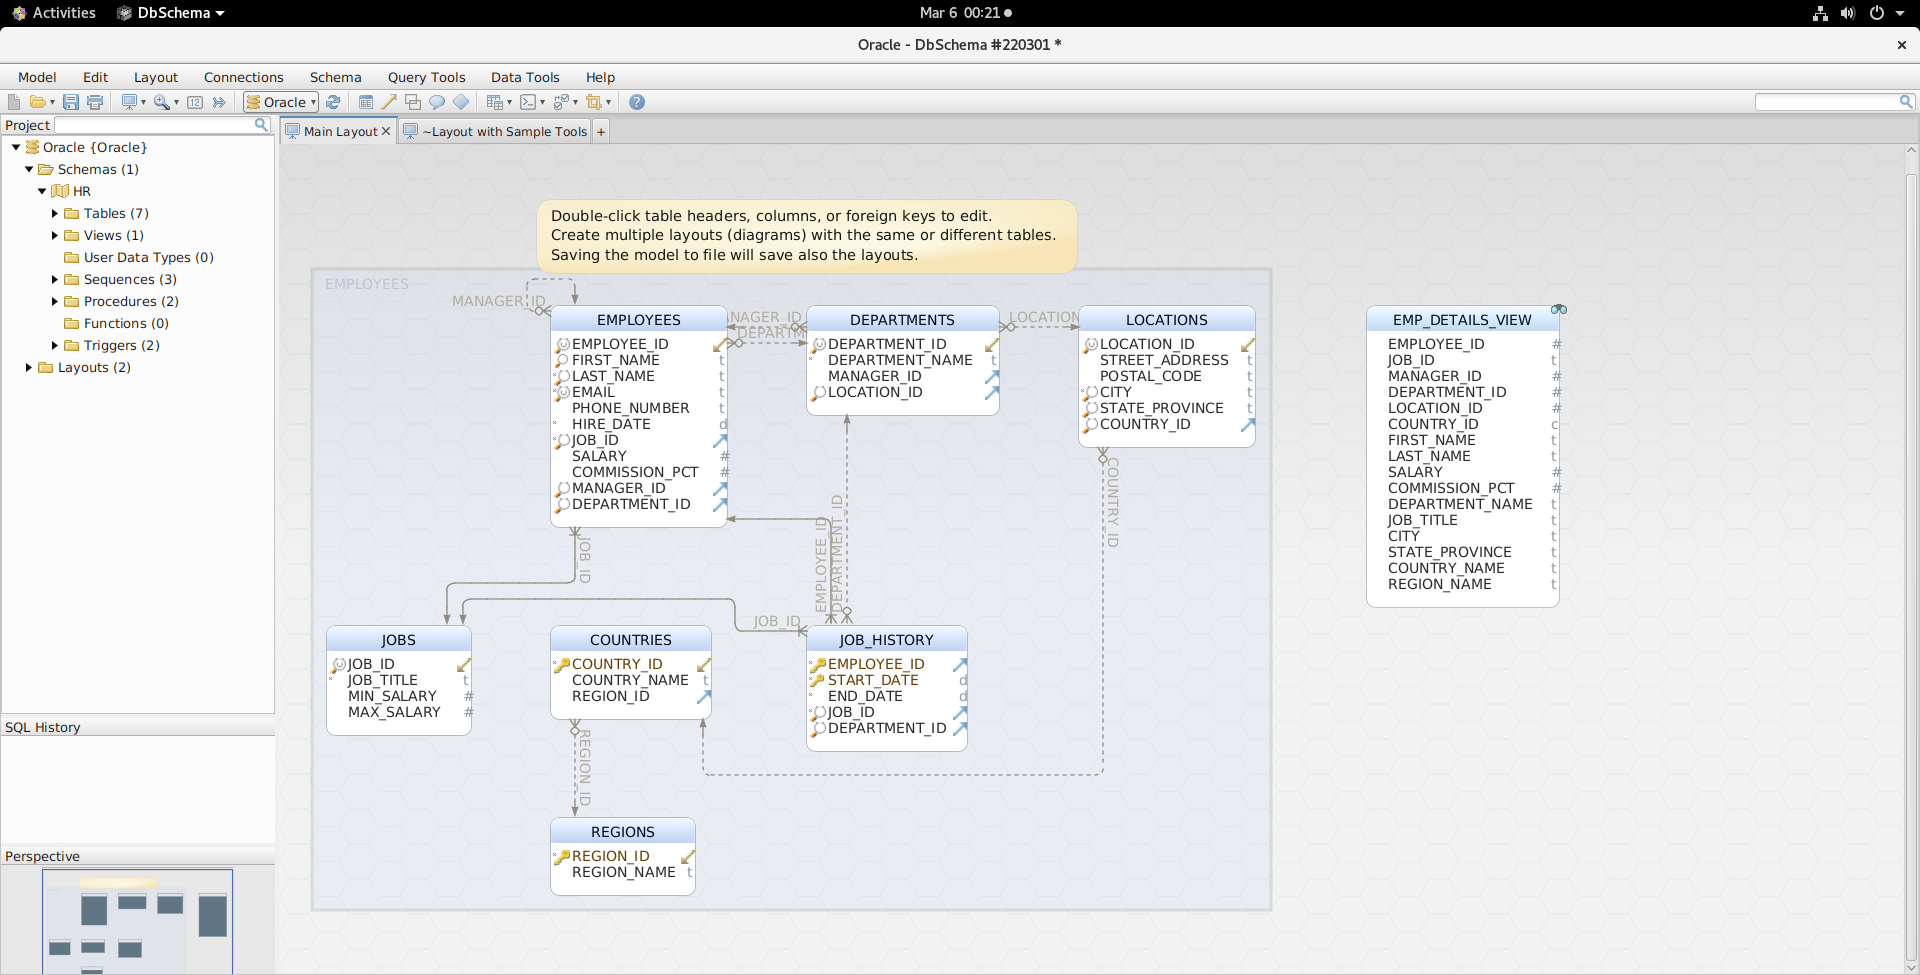 Activities DbSchema Mar 6 00:21
Oracle - DbSchema #220301 *
Model Edit Layout Connections Schema Query Tools Data Tools Help
12 Oracle
Project
Main Layout ~Layout with Sample Tools +
Oracle {Oracle}
Schemas (1)
HR
Tables (7)
Views (1)
User Data Types (0)
Sequences (3)
Procedures (2)
Functions (0)
Triggers (2)
Layouts (2)
SQL History
Perspective
Double-click table headers, columns, or foreign keys to edit.
Create multiple layouts (diagrams) with the same or different tables.
Saving the model to file will save also the layouts.
EMPLOYEES
MANAGER_ID
EMPLOYEES
EMPLOYEE_ID
FIRST_NAME t
LAST_NAME t
EMAIL t
PHONE_NUMBER t
HIRE_DATE d
JOB_ID
SALARY #
COMMISSION_PCT #
MANAGER_ID
DEPARTMENT_ID
NAGER_ID
DEPARTM
DEPARTMENTS
DEPARTMENT_ID
DEPARTMENT_NAME t
MANAGER_ID
LOCATION_ID
LOCATION
LOCATIONS
LOCATION_ID
STREET_ADDRESS t
POSTAL_CODE t
CITY t
STATE_PROVINCE t
COUNTRY_ID
COUNTRY_ID
EMP_DETAILS_VIEW
EMPLOYEE_ID #
JOB_ID t
MANAGER_ID #
DEPARTMENT_ID #
LOCATION_ID #
COUNTRY_ID c
FIRST_NAME t
LAST_NAME t
SALARY #
COMMISSION_PCT #
DEPARTMENT_NAME t
JOB_TITLE t
CITY t
STATE_PROVINCE t
COUNTRY_NAME t
REGION_NAME t
JOB_ID
EMPLOYEE_ID
DEPARTMENT_ID
JOB_ID
JOBS
JOB_ID
JOB_TITLE t
MIN_SALARY #
MAX_SALARY #
COUNTRIES
COUNTRY_ID
COUNTRY_NAME t
REGION_ID
JOB_HISTORY
EMPLOYEE_ID
START_DATE d
END_DATE d
JOB_ID
DEPARTMENT_ID
REGION_ID
REGIONS
REGION_ID
REGION_NAME t